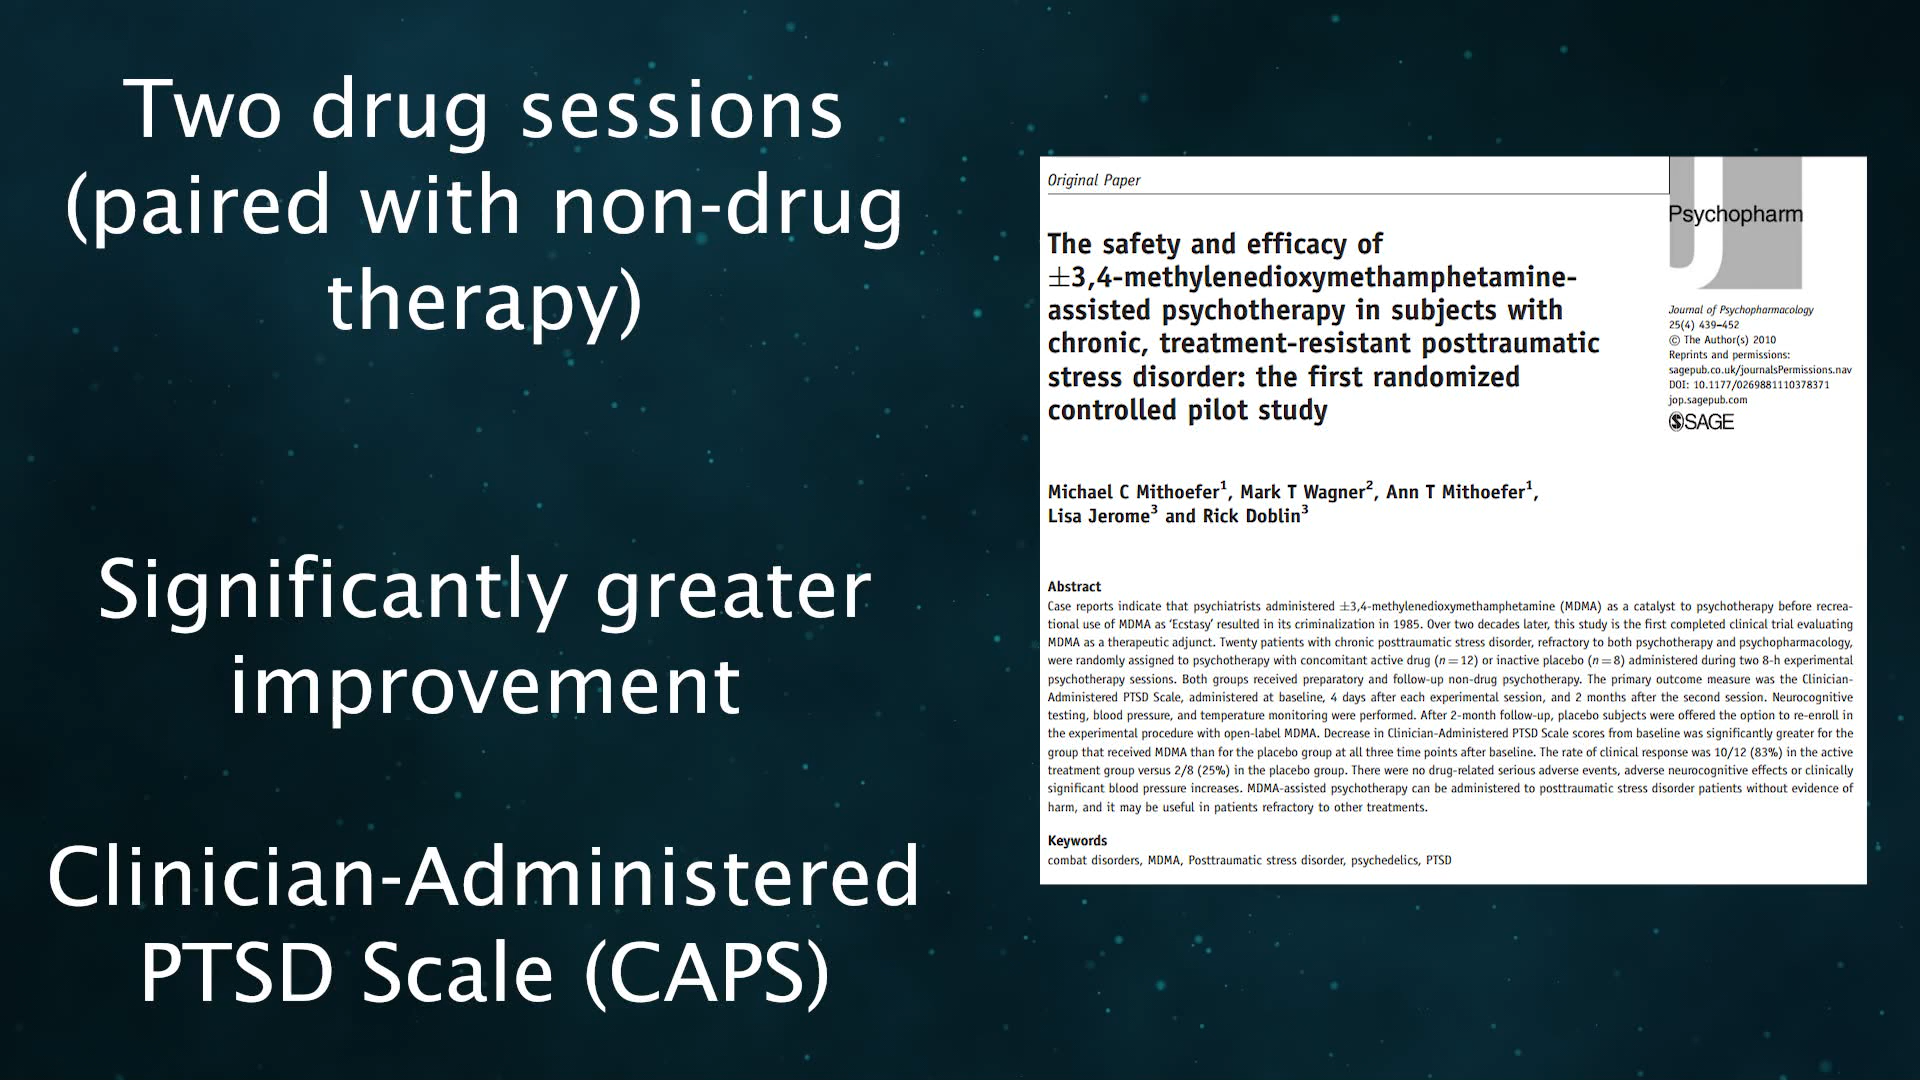 Two drug sessions
(paired with non-drug
therapy)
Significantly greater
improvement
Clinician-Administered
PTSD Scale (CAPS)
Original Paper
J
Psychopharm
The safety and efficacy of
±3,4-methylenedioxymethamphetamine-
assisted psychotherapy in subjects with
chronic, treatment-resistant posttraumatic
stress disorder: the first randomized
controlled pilot study
Journal of Psychopharmacology
25(4) 439–452
© The Author(s) 2010
Reprints and permissions:
sagepub.co.uk/journalsPermissions.nav
DOI: 10.1177/0269881110378371
jop.sagepub.com
SAGE
Michael C Mithoefer1, Mark T Wagner2, Ann T Mithoefer1,
Lisa Jerome3 and Rick Doblin3
Abstract
Case reports indicate that psychiatrists administered ±3,4-methylenedioxymethamphetamine (MDMA) as a catalyst to psychotherapy before recrea-
tional use of MDMA as ‘Ecstasy’ resulted in its criminalization in 1985. Over two decades later, this study is the first completed clinical trial evaluating
MDMA as a therapeutic adjunct. Twenty patients with chronic posttraumatic stress disorder, refractory to both psychotherapy and psychopharmacology,
were randomly assigned to psychotherapy with concomitant active drug (n = 12) or inactive placebo (n = 8) administered during two 8-h experimental
psychotherapy sessions. Both groups received preparatory and follow-up non-drug psychotherapy. The primary outcome measure was the Clinician-
Administered PTSD Scale, administered at baseline, 4 days after each experimental session, and 2 months after the second session. Neurocognitive
testing, blood pressure, and temperature monitoring were performed. After 2-month follow-up, placebo subjects were offered the option to re-enroll in
the experimental procedure with open-label MDMA. Decrease in Clinician-Administered PTSD Scale scores from baseline was significantly greater for the
group that received MDMA than for the placebo group at all three time points after baseline. The rate of clinical response was 10/12 (83%) in the active
treatment group versus 2/8 (25%) in the placebo group. There were no drug-related serious adverse events, adverse neurocognitive effects or clinically
significant blood pressure increases. MDMA-assisted psychotherapy can be administered to posttraumatic stress disorder patients without evidence of
harm, and it may be useful in patients refractory to other treatments.
Keywords
combat disorders, MDMA, Posttraumatic stress disorder, psychedelics, PTSD